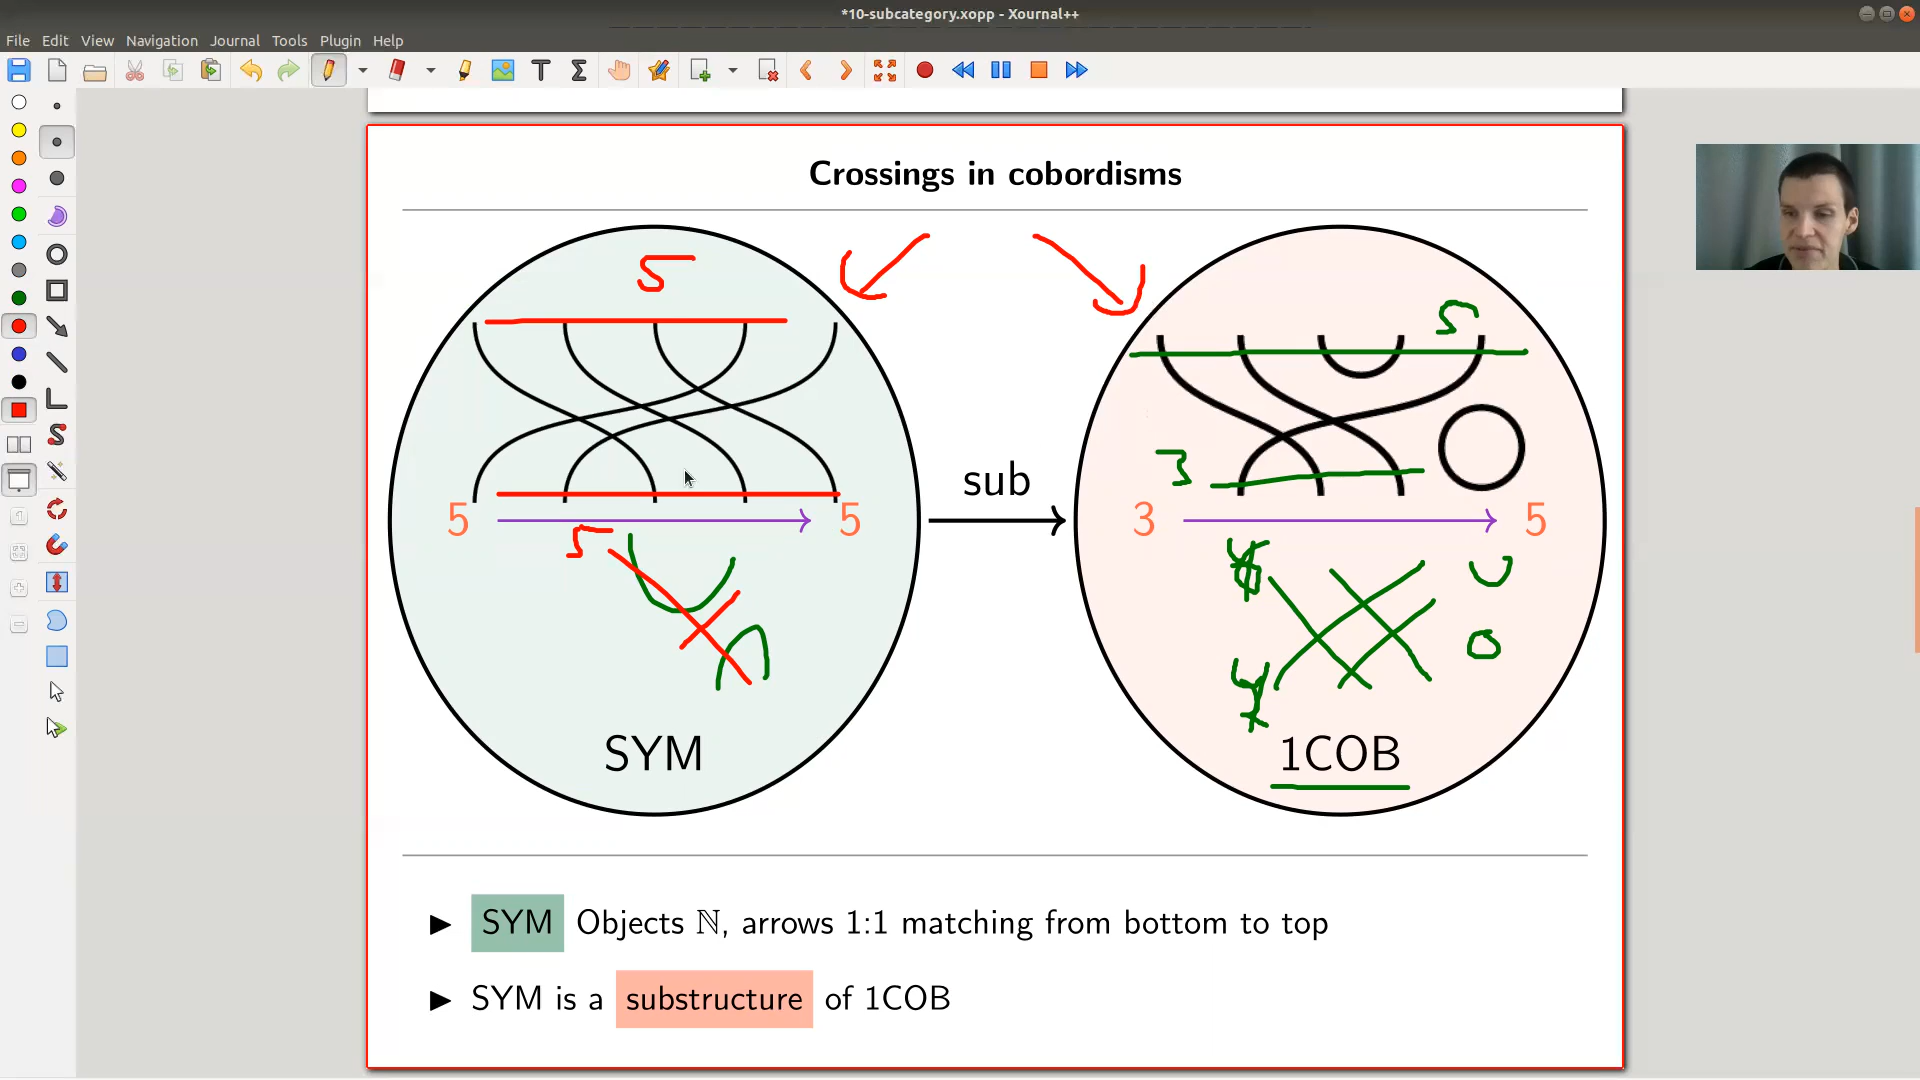 *10-subcategory.xopp - Xournal++
File Edit View Navigation Journal Tools Plugin Help
Crossings in cobordisms
5
5
3
sub
5 5
3 5
5
SYM
1COB
► SYM Objects ℕ, arrows 1:1 matching from bottom to top
► SYM is a substructure of 1COB